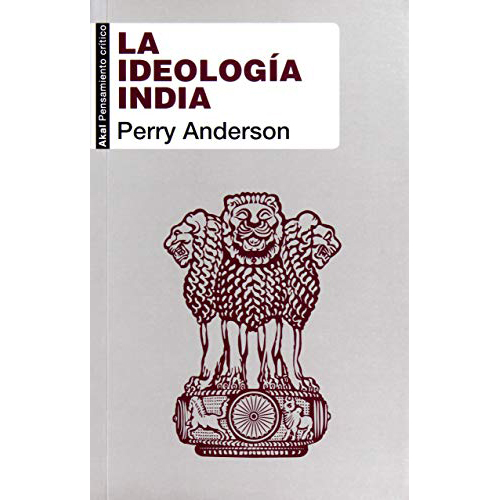 Akal Pensamiento crítico
LA
IDEOLOGÍA
INDIA
Perry Anderson